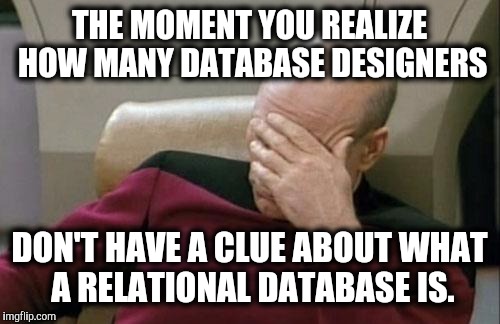 THE MOMENT YOU REALIZE
HOW MANY DATABASE DESIGNERS
DON'T HAVE A CLUE ABOUT WHAT
A RELATIONAL DATABASE IS.
imgflip.com